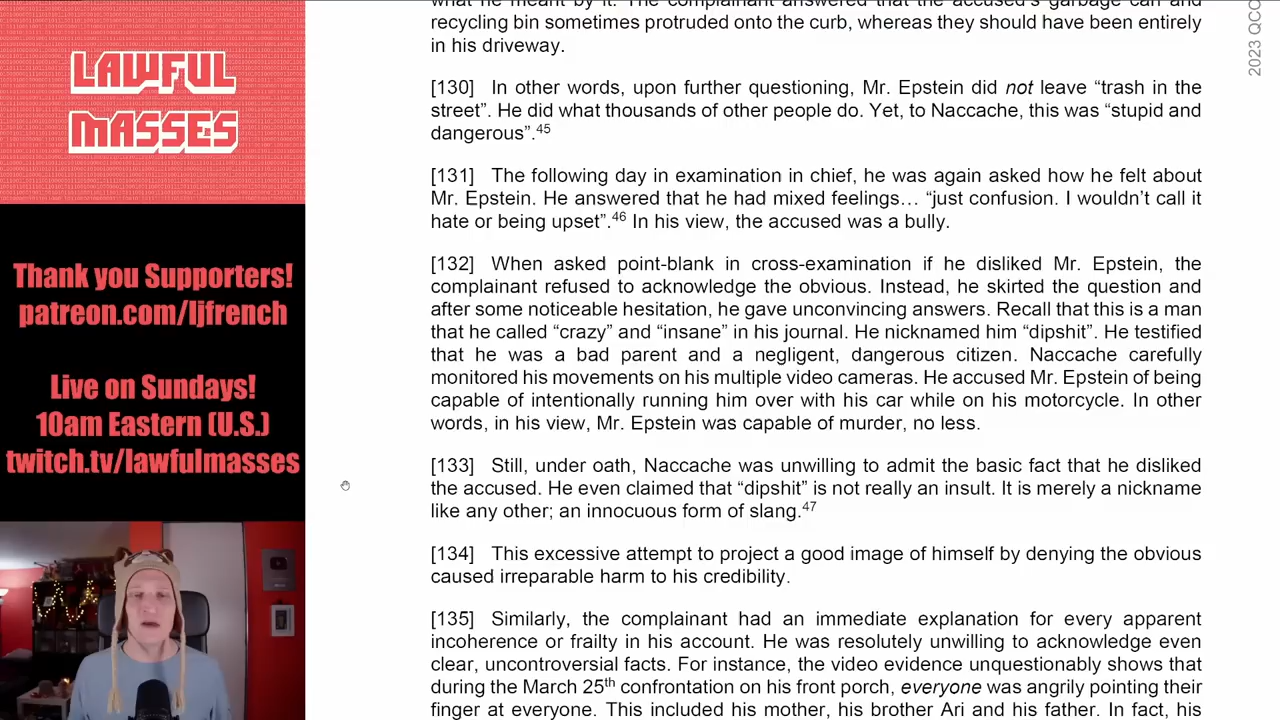 LAWFUL
MASSES
Thank you Supporters!
patreon.com/ljfrench
Live on Sundays!
10am Eastern (U.S.)
twitch.tv/lawfulmasses
what he meant by it. The complainant answered that the accused's garbage can and
recycling bin sometimes protruded onto the curb, whereas they should have been entirely
in his driveway.
[130] In other words, upon further questioning, Mr. Epstein did not leave “trash in the
street”. He did what thousands of other people do. Yet, to Naccache, this was “stupid and
dangerous”.45
[131] The following day in examination in chief, he was again asked how he felt about
Mr. Epstein. He answered that he had mixed feelings… “just confusion. I wouldn’t call it
hate or being upset”.46 In his view, the accused was a bully.
[132] When asked point-blank in cross-examination if he disliked Mr. Epstein, the
complainant refused to acknowledge the obvious. Instead, he skirted the question and
after some noticeable hesitation, he gave unconvincing answers. Recall that this is a man
that he called “crazy” and “insane” in his journal. He nicknamed him “dipshit”. He testified
that he was a bad parent and a negligent, dangerous citizen. Naccache carefully
monitored his movements on his multiple video cameras. He accused Mr. Epstein of being
capable of intentionally running him over with his car while on his motorcycle. In other
words, in his view, Mr. Epstein was capable of murder, no less.
[133] Still, under oath, Naccache was unwilling to admit the basic fact that he disliked
the accused. He even claimed that “dipshit” is not really an insult. It is merely a nickname
like any other; an innocuous form of slang.47
[134] This excessive attempt to project a good image of himself by denying the obvious
caused irreparable harm to his credibility.
[135] Similarly, the complainant had an immediate explanation for every apparent
incoherence or frailty in his account. He was resolutely unwilling to acknowledge even
clear, uncontroversial facts. For instance, the video evidence unquestionably shows that
during the March 25th confrontation on his front porch, everyone was angrily pointing their
finger at everyone. This included his mother, his brother Ari and his father. In fact, his
2023 QCC